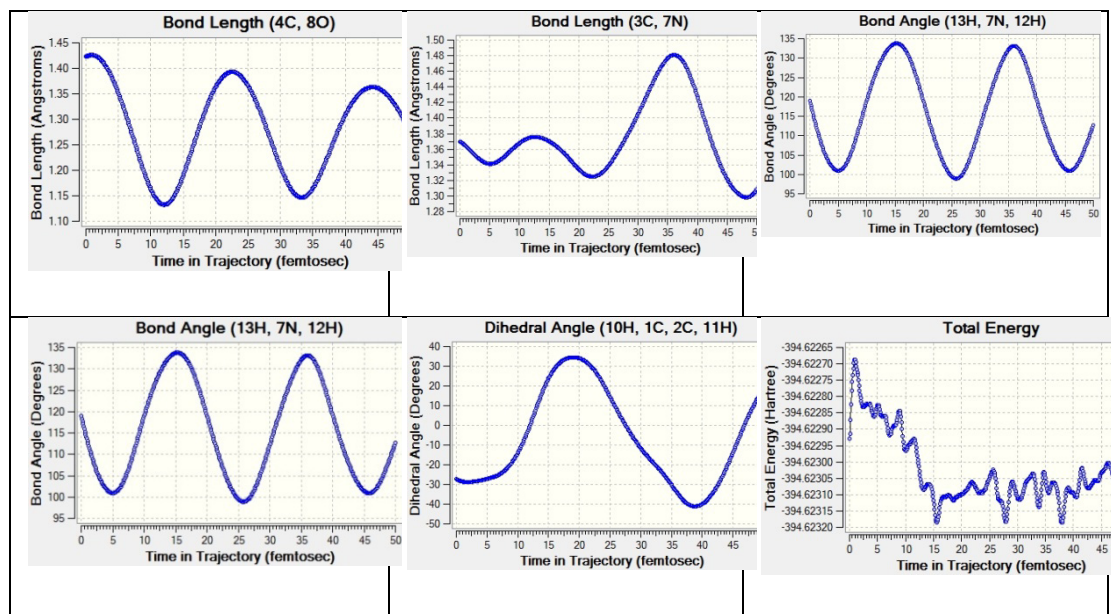 Bond Length (4C, 8O)
Bond Length (Angstroms)
1.45
1.40
1.35
1.30
1.25
1.20
1.15
1.10
0 5 10 15 20 25 30 35 40 45
Time in Trajectory (femtosec)
Bond Length (3C, 7N)
Bond Length (Angstroms)
1.50
1.48
1.46
1.44
1.42
1.40
1.38
1.36
1.34
1.32
1.30
1.28
0 5 10 15 20 25 30 35 40 45
Time in Trajectory (femtosec)
Bond Angle (13H, 7N, 12H)
Bond Angle (Degrees)
135
130
125
120
115
110
105
100
95
0 5 10 15 20 25 30 35 40 45 50
Time in Trajectory (femtosec)
Bond Angle (13H, 7N, 12H)
Bond Angle (Degrees)
135
130
125
120
115
110
105
100
95
0 5 10 15 20 25 30 35 40 45 50
Time in Trajectory (femtosec)
Dihedral Angle (10H, 1C, 2C, 11H)
Dihedral Angle (Degrees)
40
30
20
10
0
-10
-20
-30
-40
-50
0 5 10 15 20 25 30 35 40 45
Time in Trajectory (femtosec)
Total Energy
Total Energy (Hartree)
-394.62265
-394.62270
-394.62275
-394.62280
-394.62285
-394.62290
-394.62295
-394.62300
-394.62305
-394.62310
-394.62315
-394.62320
0 5 10 15 20 25 30 35 40 45
Time in Trajectory (femtosec)